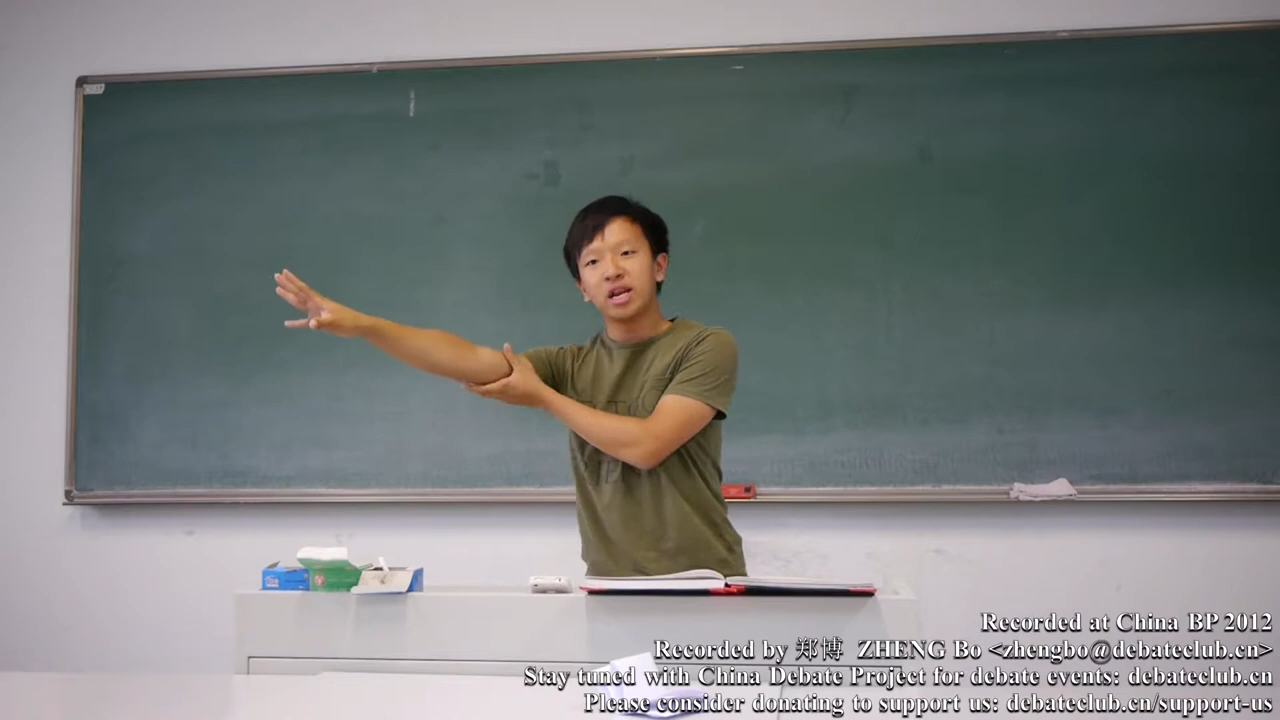 Recorded at China BP 2012
Recorded by 郑博 ZHENG Bo <zhengbo@debateclub.cn>
Stay tuned with China Debate Project for debate events: debateclub.cn
Please consider donating to support us: debateclub.cn/support-us